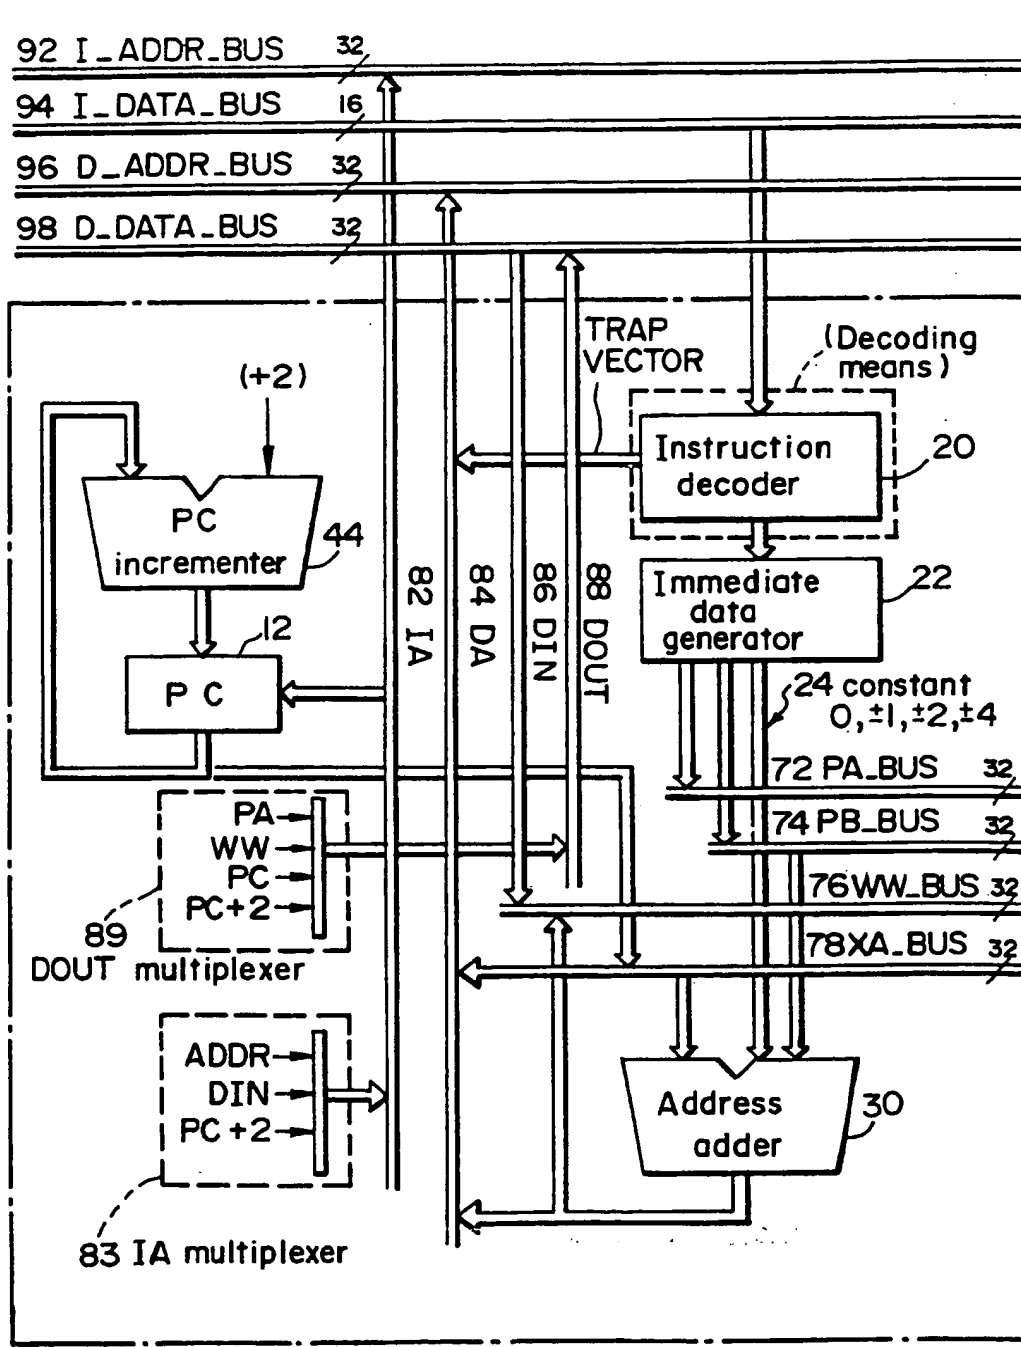 92 I_ADDR_BUS 32
94 I_DATA_BUS 16
96 D_ADDR_BUS 32
98 D_DATA_BUS 32
TRAP
VECTOR
(Decoding
means)
(+2)
Instruction
decoder
20
PC
incrementer
44
Immediate
data
generator
22
82 IA
84 DA
86 DIN
88 DOUT
12
PC
24 constant
0,±1,±2,±4
72 PA_BUS 32
74 PB_BUS 32
76 WW_BUS 32
78 XA_BUS 32
PA
WW
PC
PC+2
89
DOUT multiplexer
ADDR
DIN
PC+2
83 IA multiplexer
Address
adder
30